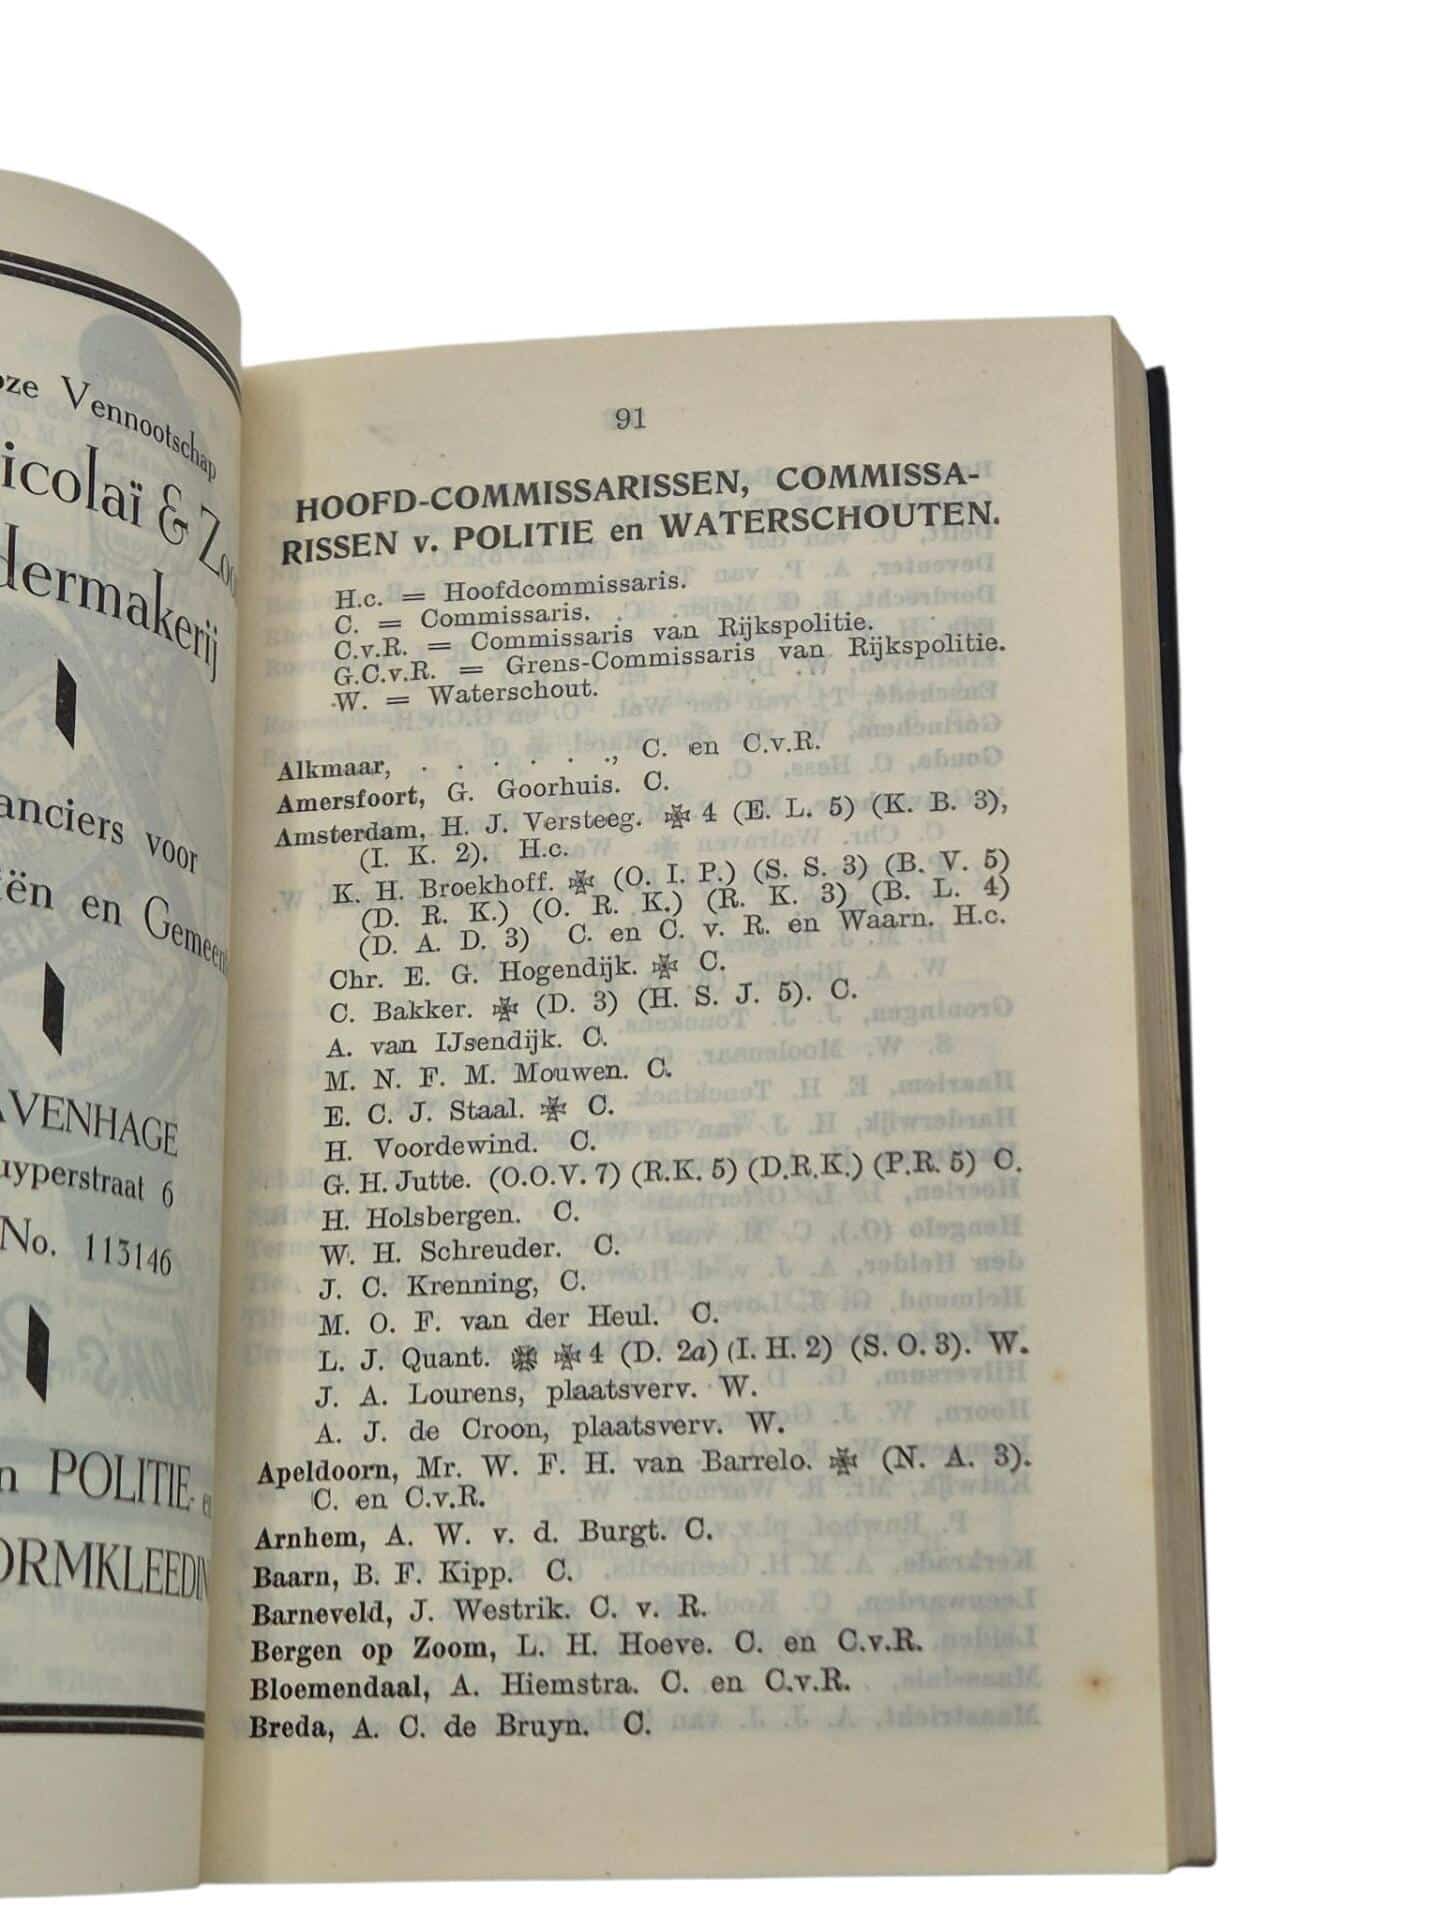 Vennootschap
icolaï & Zoo
dermakerij
anciers voor
en Gemeen
VENHAGE
uyperstraat 6
No. 113146
n POLITIE- e
ORMKLEEDIN
91
HOOFD-COMMISSARISSEN, COMMISSA-
RISSEN v. POLITIE en WATERSCHOUTEN.
H.c. = Hoofdcommissaris.
C. = Commissaris.
C.v.R. = Commissaris van Rijkspolitie.
G.C.v.R. = Grens-Commissaris van Rijkspolitie.
W. = Waterschout.
Alkmaar, . . . . . ., C. en C.v.R.
Amersfoort, G. Goorhuis. C.
Amsterdam, H. J. Versteeg. ✠ 4 (E. L. 5) (K. B. 3),
(I. K. 2). H.c.
K. H. Broekhoff. ✠ (O. I. P.) (S. S. 3) (B. V. 5)
(D. R. K.) (O. R. K.) (R. K. 3) (B. L. 4)
(D. A. D. 3) C. en C. v. R. en Waarn. H.c.
Chr. E. G. Hogendijk. ✠ C.
C. Bakker. ✠ (D. 3) (H. S. J. 5). C.
A. van IJsendijk. C.
M. N. F. M. Mouwen. C.
E. C. J. Staal. ✠ C.
H. Voordewind. C.
G. H. Jutte. (O.O.V. 7) (R.K. 5) (D.R.K.) (P.R. 5) C.
H. Holsbergen. C.
W. H. Schreuder. C.
J. C. Krenning, C.
M. O. F. van der Heul. C.
L. J. Quant. ✠ ✠ 4 (D. 2a) (I. H. 2) (S. O. 3). W.
J. A. Lourens, plaatsverv. W.
A. J. de Croon, plaatsverv. W.
Apeldoorn, Mr. W. F. H. van Barrelo. ✠ (N. A. 3).
C. en C.v.R.
Arnhem, A. W. v. d. Burgt. C.
Baarn, B. F. Kipp. C.
Barneveld, J. Westrik. C. v. R.
Bergen op Zoom, L. H. Hoeve. C. en C.v.R.
Bloemendaal, A. Hiemstra. C. en C.v.R.
Breda, A. C. de Bruyn. C.